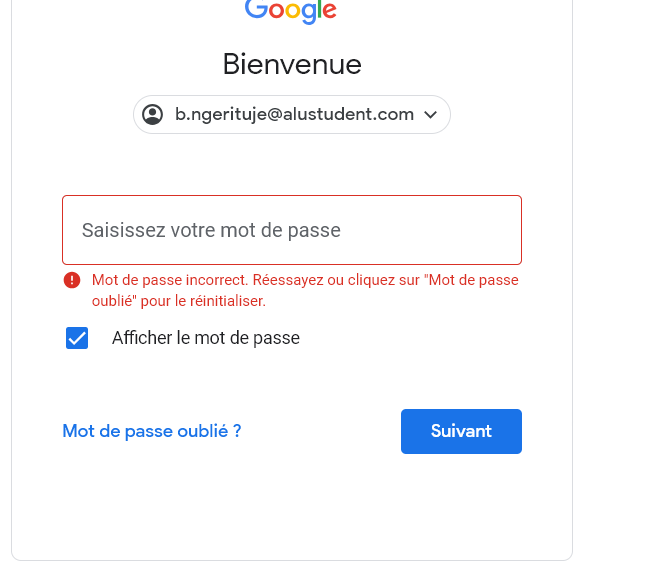 Google
Bienvenue
b.ngerituje@alustudent.com
Saisissez votre mot de passe
Mot de passe incorrect. Réessayez ou cliquez sur "Mot de passe
oublié" pour le réinitialiser.
Afficher le mot de passe
Mot de passe oublié ?
Suivant